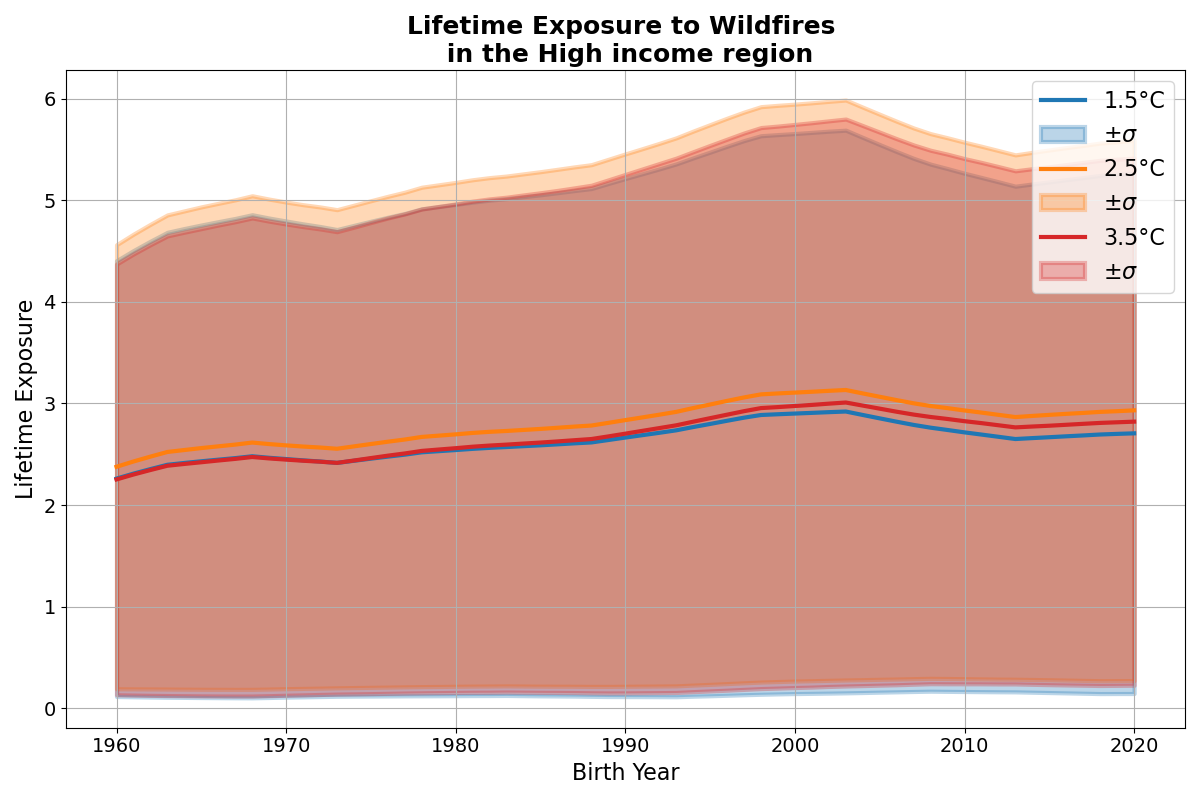 Lifetime Exposure to Wildfires
in the High income region
Lifetime Exposure
6
5
4
3
2
1
0
1960 1970 1980 1990 2000 2010 2020
Birth Year
1.5°C
±σ
2.5°C
±σ
3.5°C
±σ